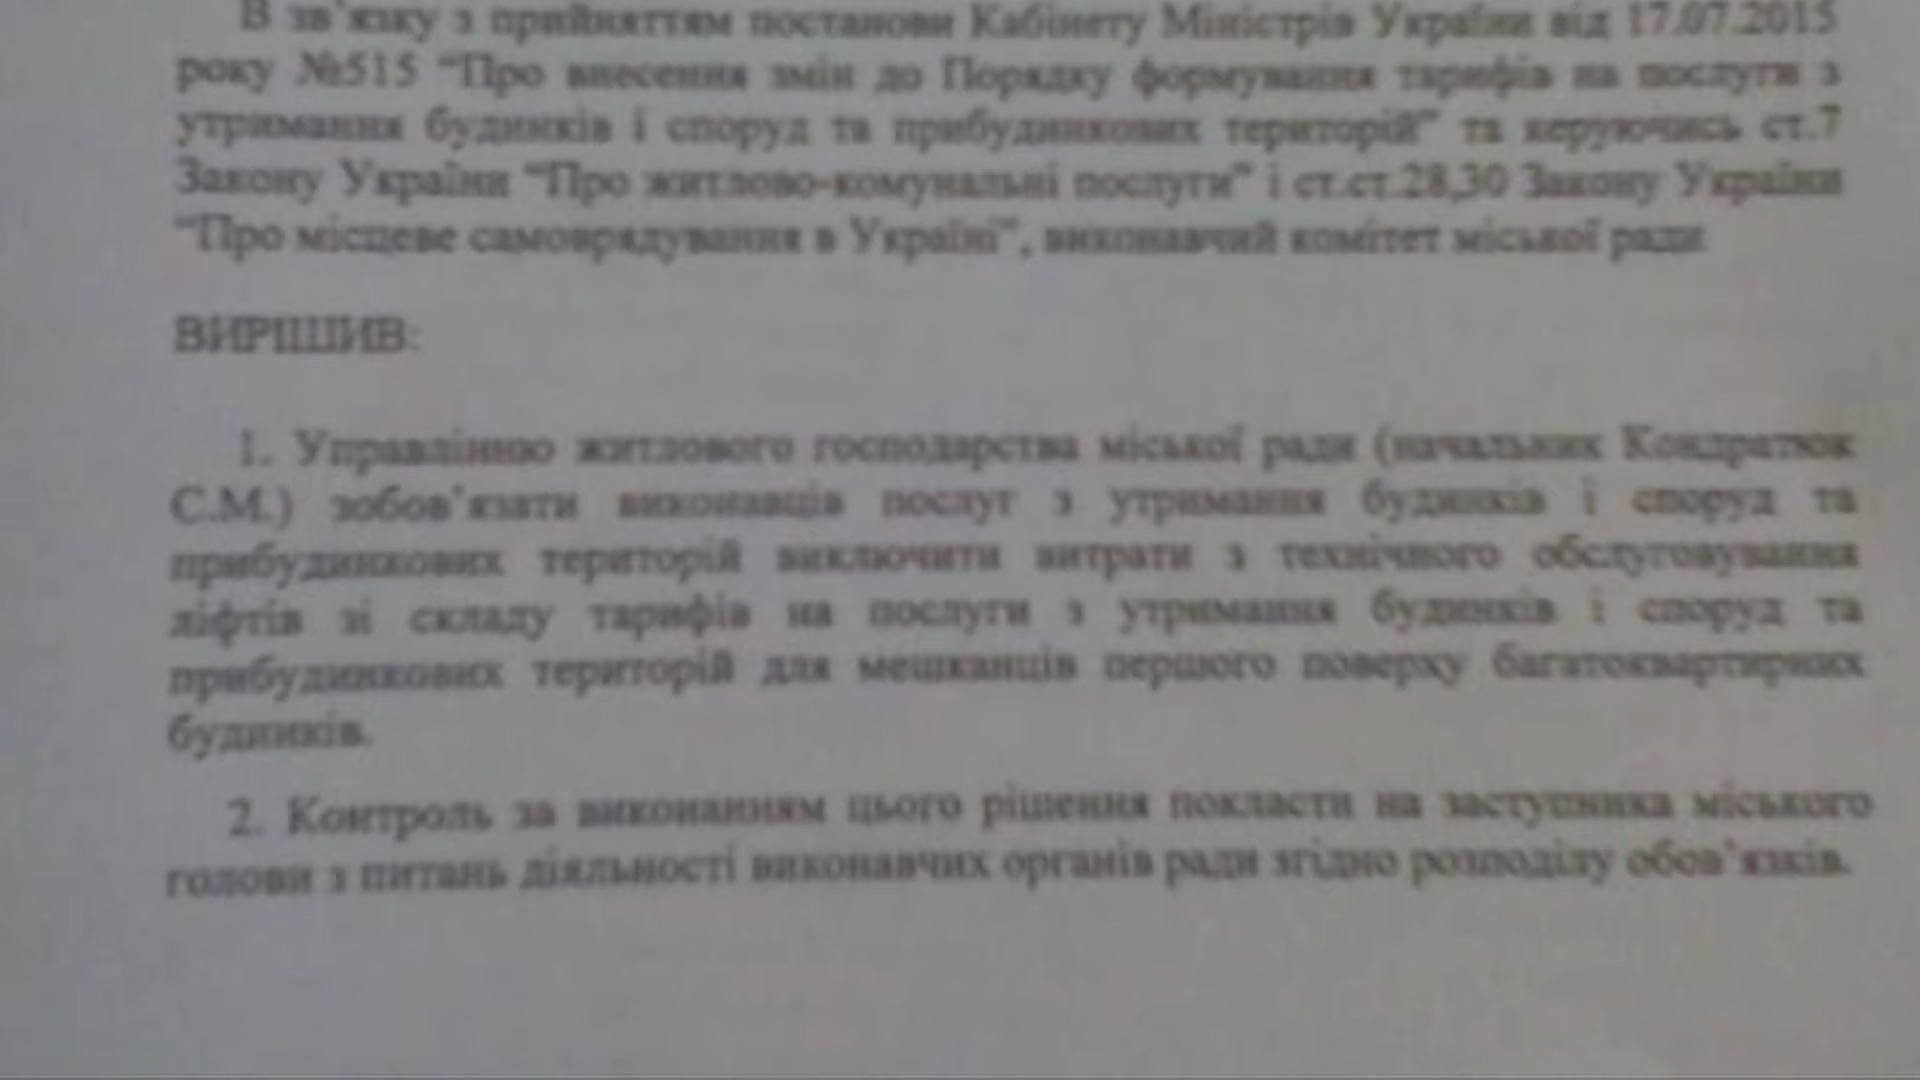 В зв'язку з прийняттям постанови Кабінету Міністрів України від 17.07.2015
року №515 "Про внесення змін до Порядку формування тарифів на послуги з
утримання будинків і споруд та прибудинкових територій" та керуючись ст.7
Закону України "Про житлово-комунальні послуги" і ст.ст.28,30 Закону України
"Про місцеве самоврядування в Україні", виконавчий комітет міської ради
ВИРІШИВ:
1. Управлінню житлового господарства міської ради (начальник Кондратюк
С.М.) зобов'язати виконавців послуг з утримання будинків і споруд та
прибудинкових територій виключити витрати з технічного обслуговування
ліфтів зі складу тарифів на послуги з утримання будинків і споруд та
прибудинкових територій для мешканців першого поверху багатоквартирних
будинків.
2. Контроль за виконанням цього рішення покласти на заступника міського
голови з питань діяльності виконавчих органів ради згідно розподілу обов'язків.